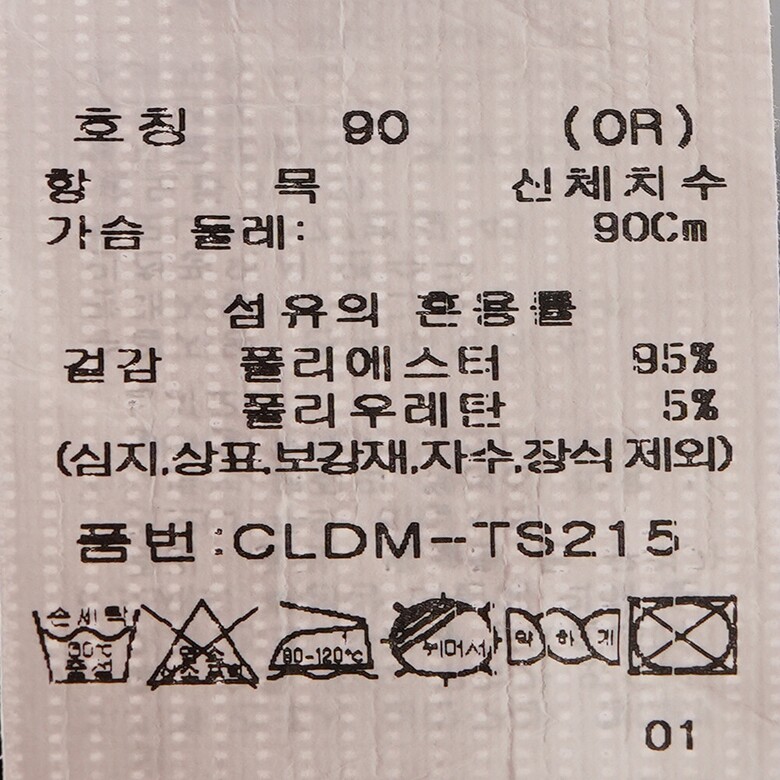 호칭 90 (OR)
항 목 신체치수
가슴 둘레: 90Cm
섬유의 혼용률
겉감 폴리에스터 95%
폴리우레탄 5%
(심지,상표,보강재,자수,장식 제외)
품번:CLDM-TS215
손세탁 30℃ 중성
염소
80-120℃
뉘어서
약하게
01